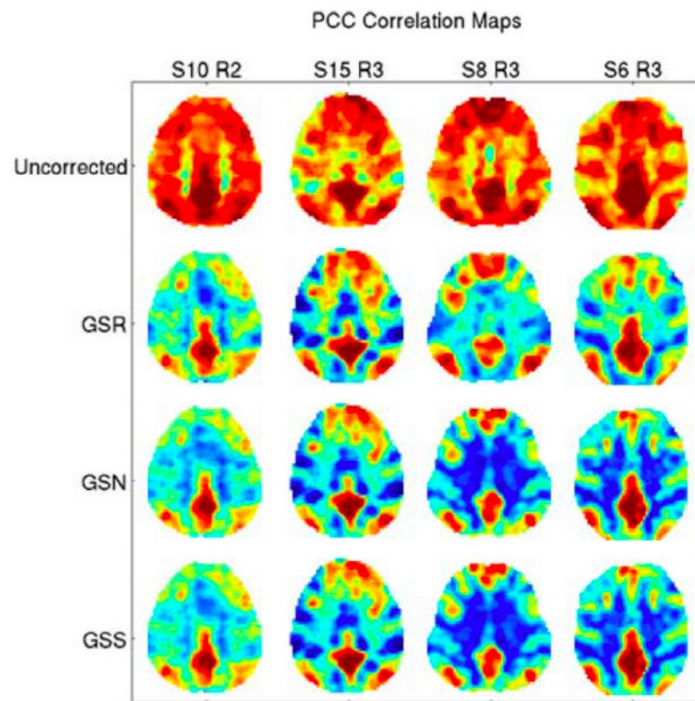 PCC Correlation Maps
S10 R2 S15 R3 S8 R3 S6 R3
Uncorrected
GSR
GSN
GSS